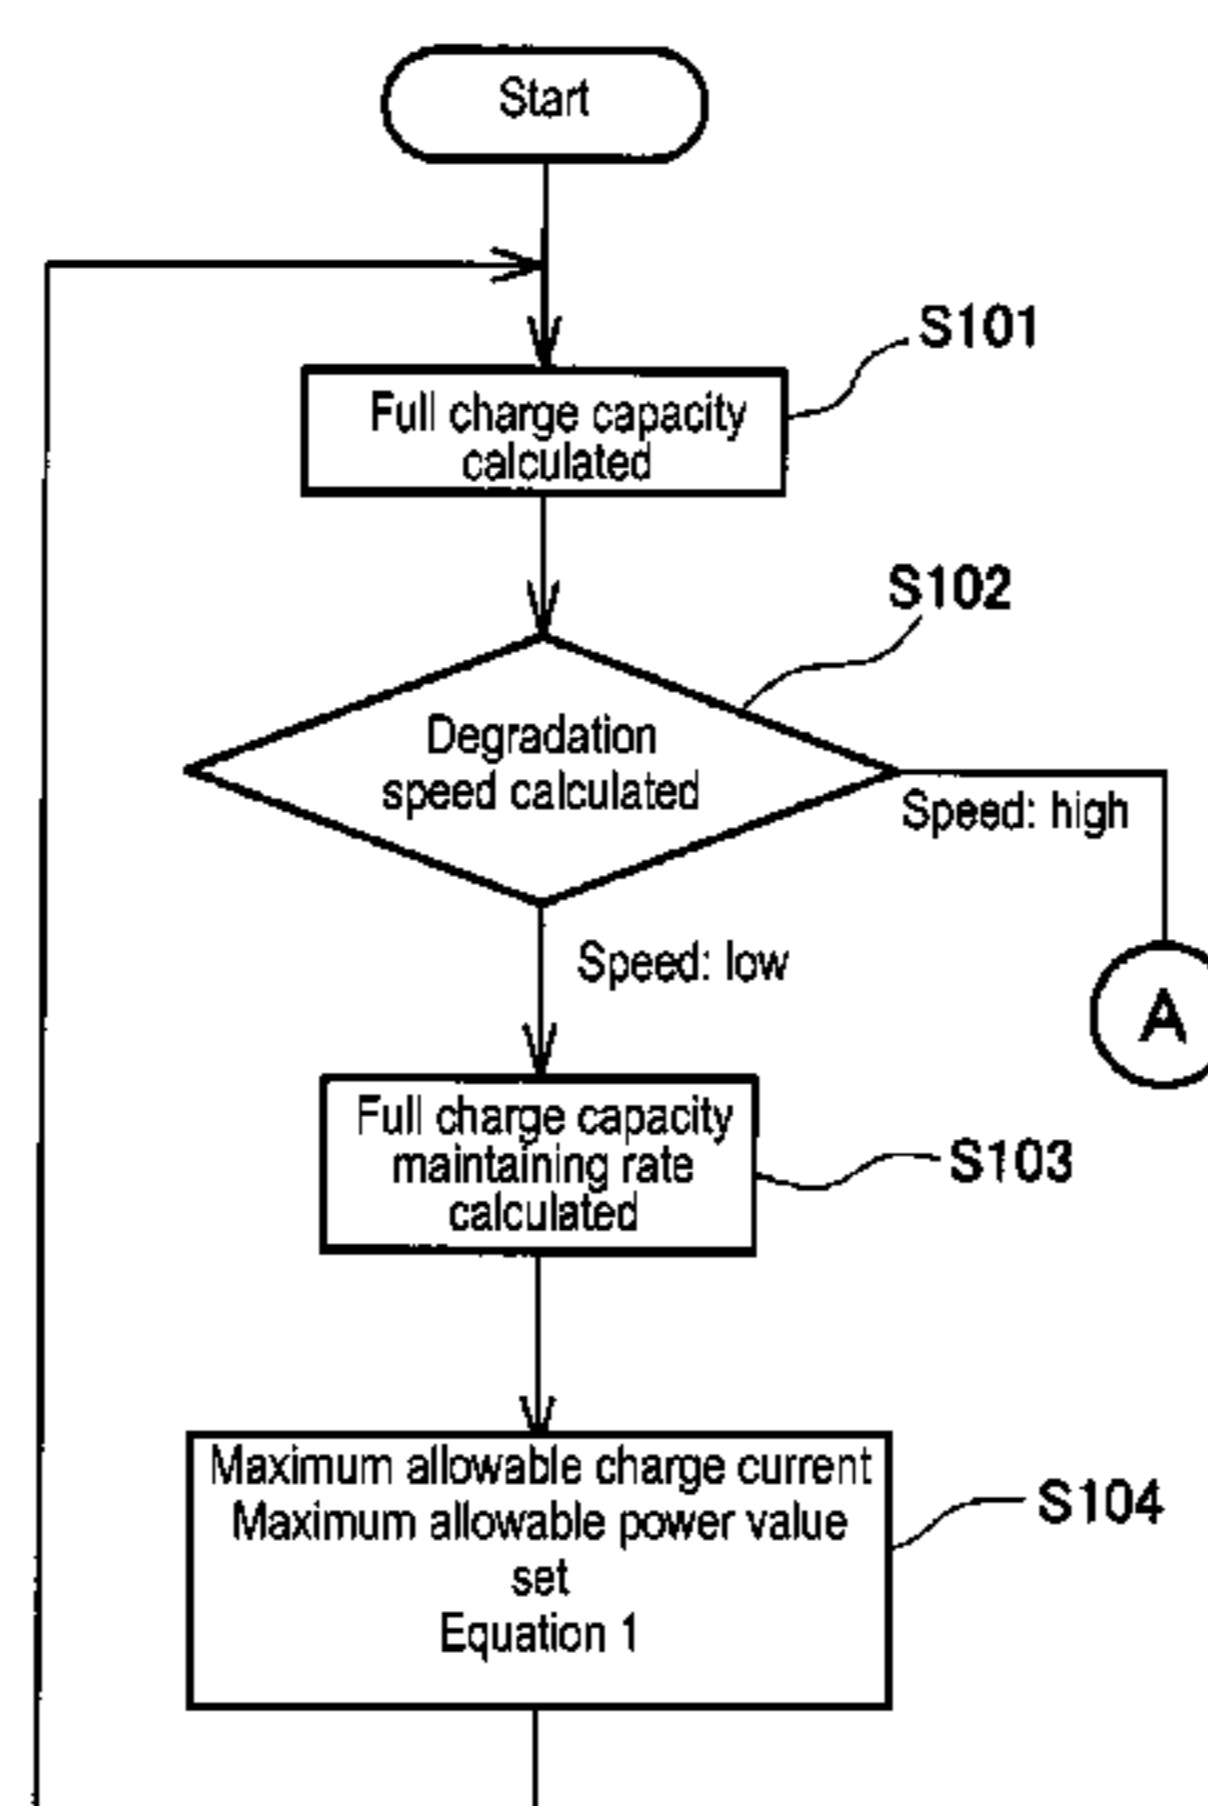 Start
S101
Full charge capacity
calculated
S102
Degradation
speed calculated
Speed: high
Speed: low
A
Full charge capacity
maintaining rate
calculated
S103
Maximum allowable charge current
Maximum allowable power value
set
Equation 1
S104